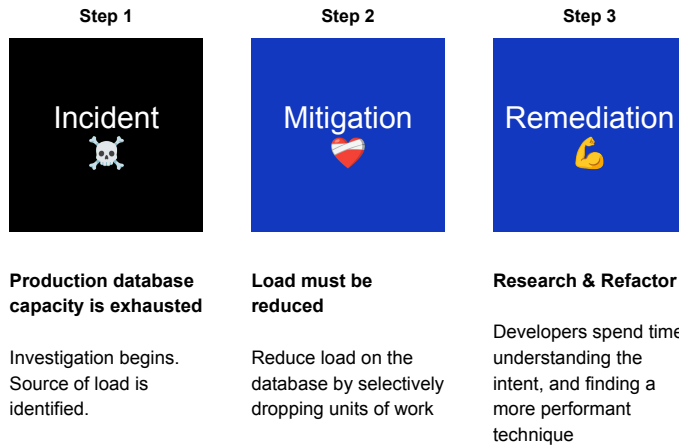 Step 1
Incident
Production database
capacity is exhausted
Investigation begins.
Source of load is
identified.
Step 2
Mitigation
Load must be
reduced
Reduce load on the
database by selectively
dropping units of work
Step 3
Remediation
Research & Refactor
Developers spend time
understanding the
intent, and finding a
more performant
technique